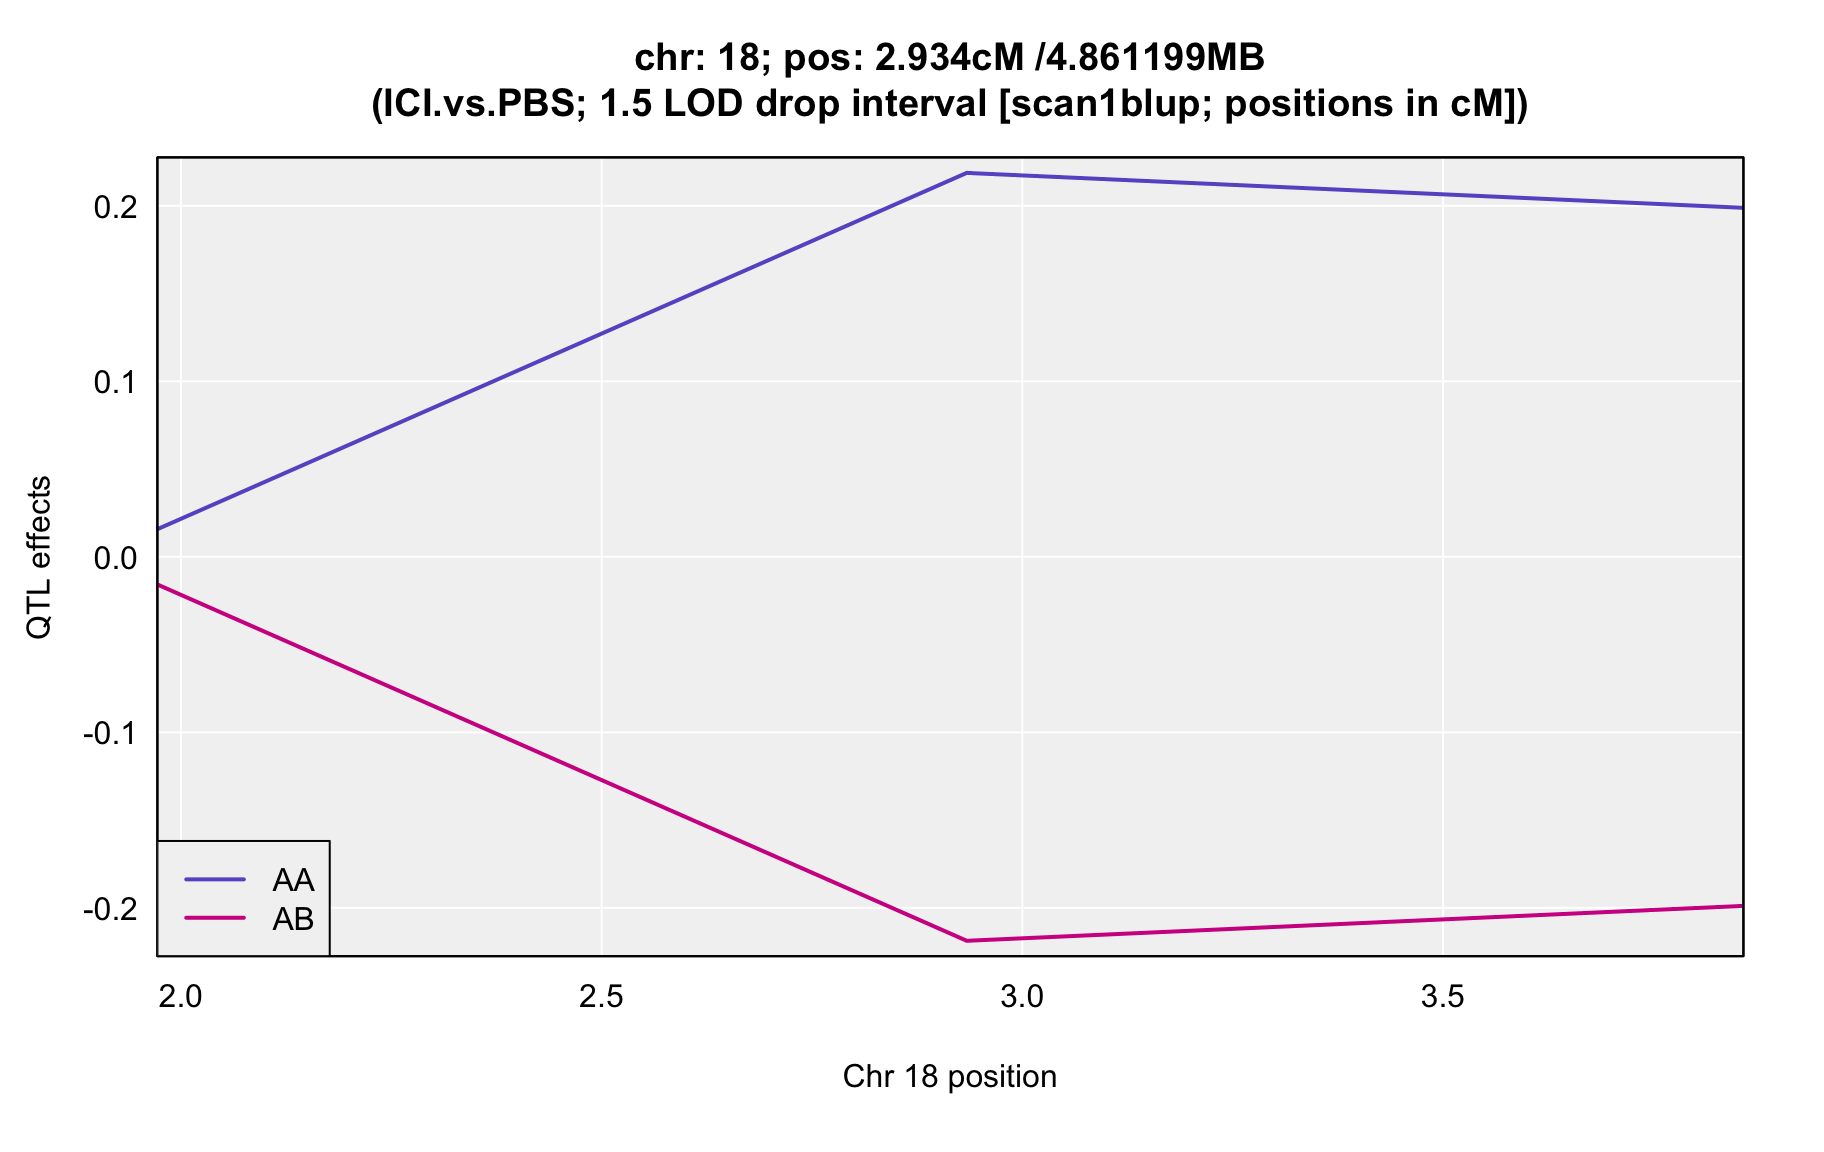 chr: 18; pos: 2.934cM /4.861199MB
(ICI.vs.PBS; 1.5 LOD drop interval [scan1blup; positions in cM])
QTL effects
0.2
0.1
0.0
-0.1
-0.2
AA
AB
2.0 2.5 3.0 3.5
Chr 18 position